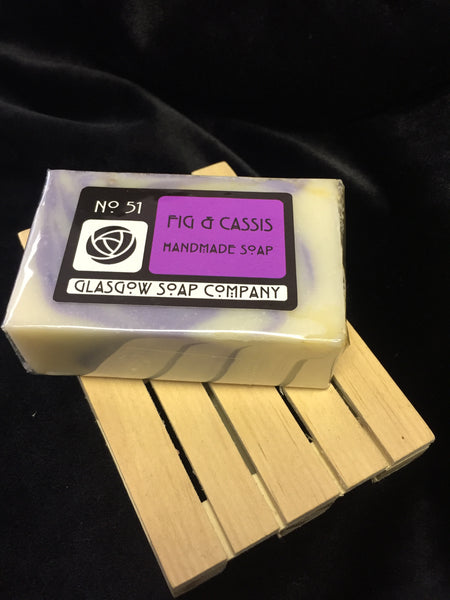 No 51
FIG & CASSIS
HANDMADE SOAP
GLASGOW SOAP COMPANY